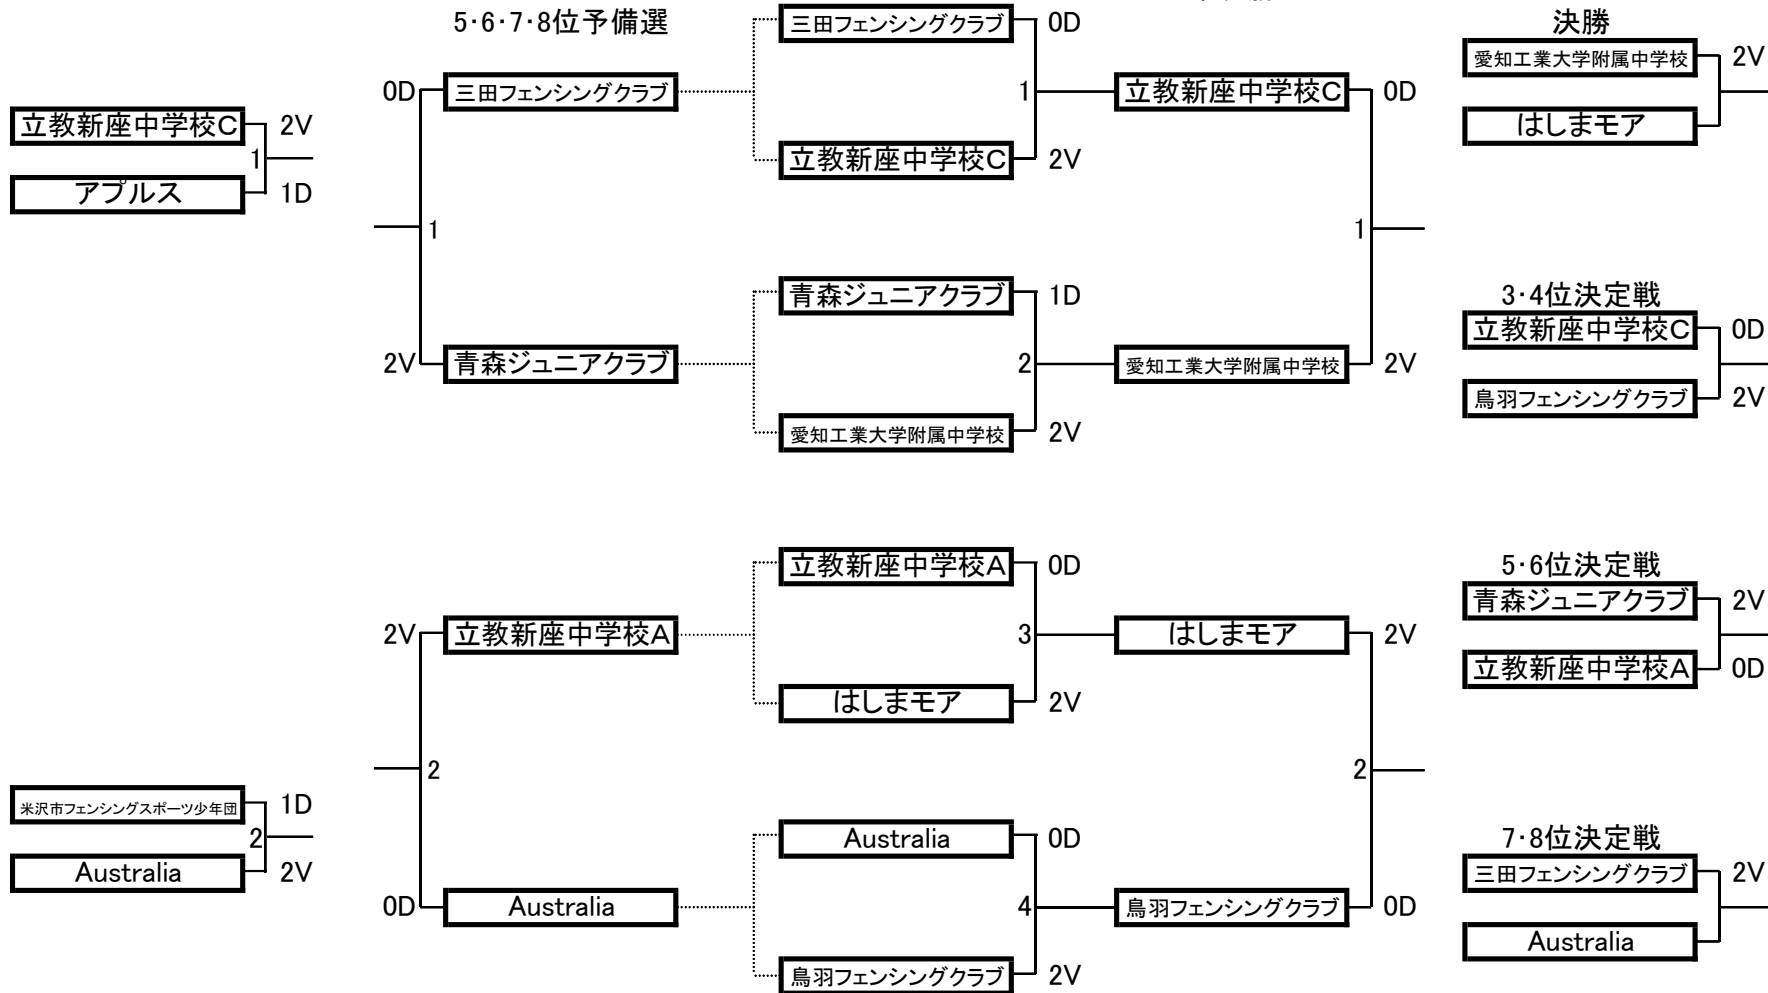 5・6・7・8位予備選
決勝
立教新座中学校C 2V
1
アプルス 1D
米沢市フェンシングスポーツ少年団 1D
2
Australia 2V
0D 三田フェンシングクラブ
1
2V 青森ジュニアクラブ
2V 立教新座中学校A
2
0D Australia
三田フェンシングクラブ 0D
1
立教新座中学校C 2V
青森ジュニアクラブ 1D
2
愛知工業大学附属中学校 2V
立教新座中学校A 0D
3
はしまモア 2V
Australia 0D
4
鳥羽フェンシングクラブ 2V
立教新座中学校C 0D
1
愛知工業大学附属中学校 2V
はしまモア 2V
2
鳥羽フェンシングクラブ 0D
愛知工業大学附属中学校 2V
はしまモア
3・4位決定戦
立教新座中学校C 0D
鳥羽フェンシングクラブ 2V
5・6位決定戦
青森ジュニアクラブ 2V
立教新座中学校A 0D
7・8位決定戦
三田フェンシングクラブ 2V
Australia